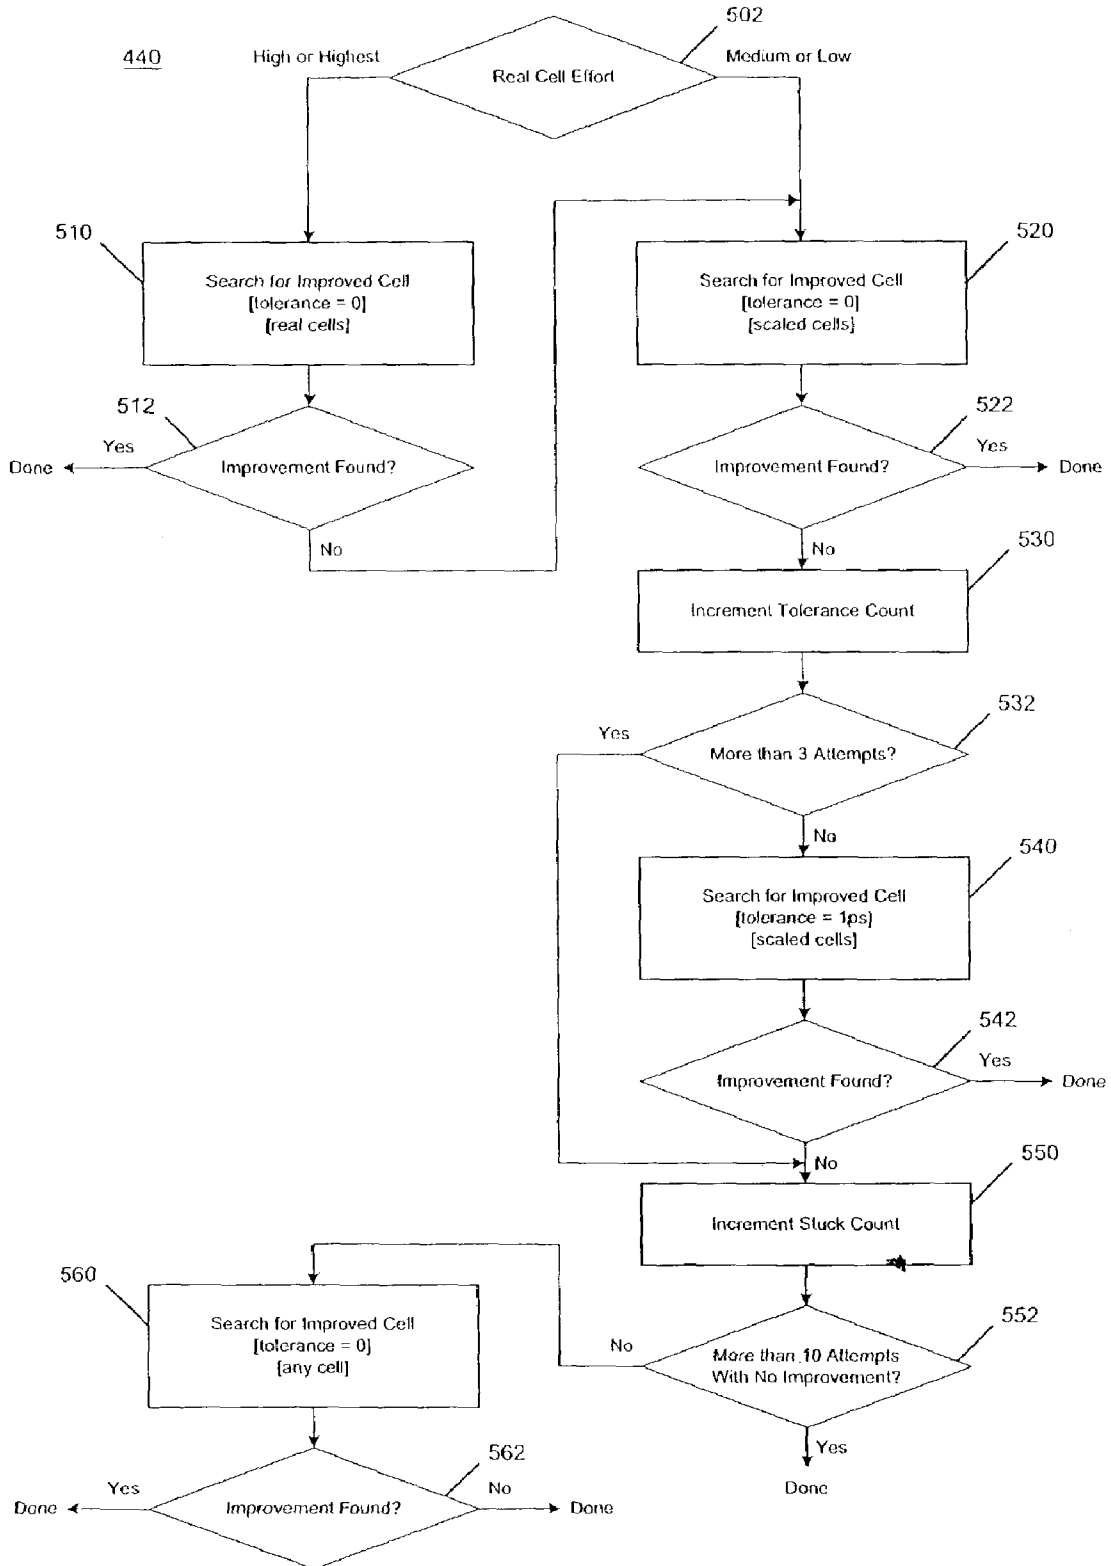 502
440
High or Highest
Medium or Low
Real Cell Effort
510
520
Search for Improved Cell
[tolerance = 0]
[real cells]
Search for Improved Cell
[tolerance = 0]
[scaled cells]
512
522
Yes
Done
Improvement Found?
Improvement Found?
Yes
Done
No
No
530
Increment Tolerance Count
532
Yes
More than 3 Attempts?
No
540
Search for Improved Cell
[tolerance = 1ps]
[scaled cells]
542
Improvement Found?
Yes
Done
No
550
Increment Stuck Count
560
Search for Improved Cell
[tolerance = 0]
[any cell]
552
No
More than 10 Attempts
With No Improvement?
Yes
Done
562
Yes
Done
Improvement Found?
No
Done